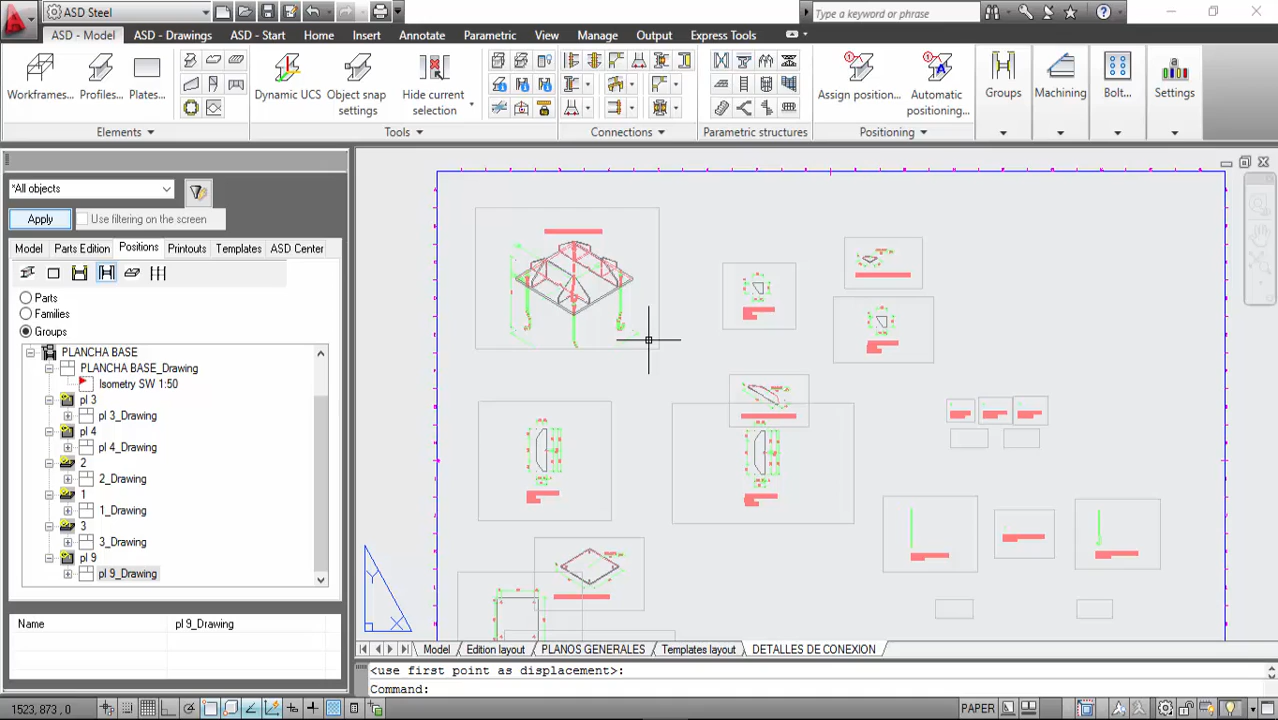 ASD Steel
Type a keyword or phrase
ASD - Model
ASD - Drawings
ASD - Start
Home
Insert
Annotate
Parametric
View
Manage
Output
Express Tools
Workframes...
Profiles...
Plates...
Dynamic UCS
Object snap settings
Hide current selection
Assign position...
Automatic positioning...
Groups
Machining
Bolt...
Settings
Elements
Tools
Connections
Parametric structures
Positioning
*All objects
Apply
Use filtering on the screen
Model
Parts Edition
Positions
Printouts
Templates
ASD Center
Parts
Families
Groups
PLANCHA BASE
PLANCHA BASE_Drawing
Isometry SW 1:50
pl 3
pl 3_Drawing
pl 4
pl 4_Drawing
2
2_Drawing
1
1_Drawing
3
3_Drawing
pl 9
pl 9_Drawing
Name
pl 9_Drawing
Y
X
Model
Edition layout
PLANOS GENERALES
Templates layout
DETALLES DE CONEXION
<use first point as displacement>:
Command:
1523, 873 , 0
PAPER